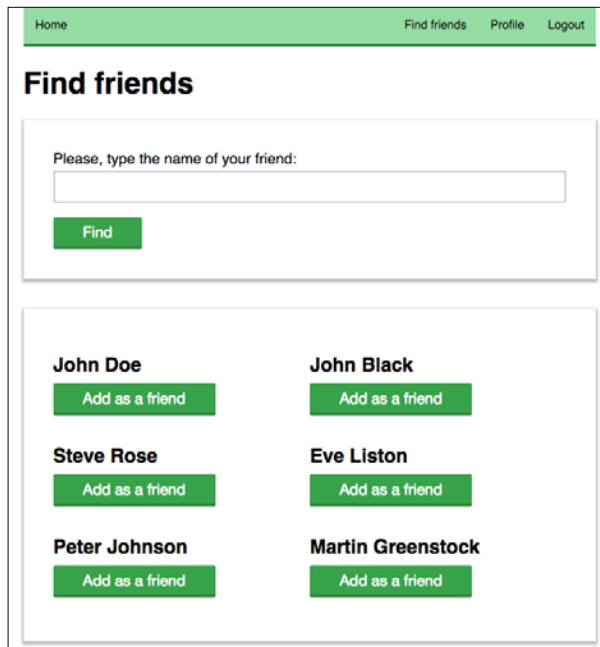 Home Find friends Profile Logout
Find friends
Please, type the name of your friend:
Find
John Doe John Black
Add as a friend Add as a friend
Steve Rose Eve Liston
Add as a friend Add as a friend
Peter Johnson Martin Greenstock
Add as a friend Add as a friend